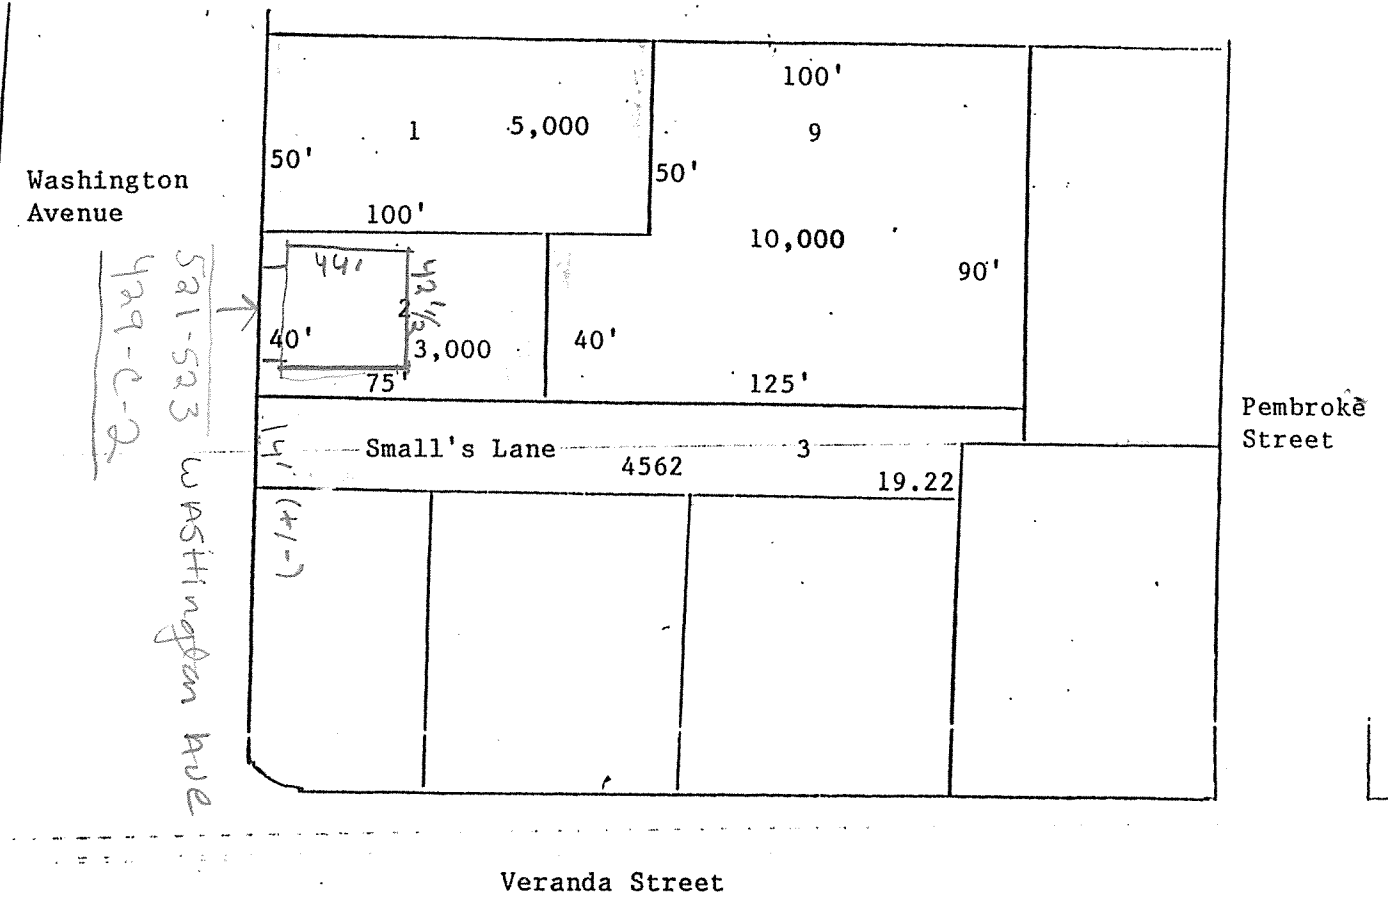 100'
1 5,000 9
50' 50'
Washington
Avenue
100'
10,000
90'
44'
42 1/2'
2
40' 3,000 40'
75' 125'
Pembroke
Street
Small's Lane 3
4562
19.22
14' (+/-)
521-523 WASHington Ave
429-C-2
Veranda Street